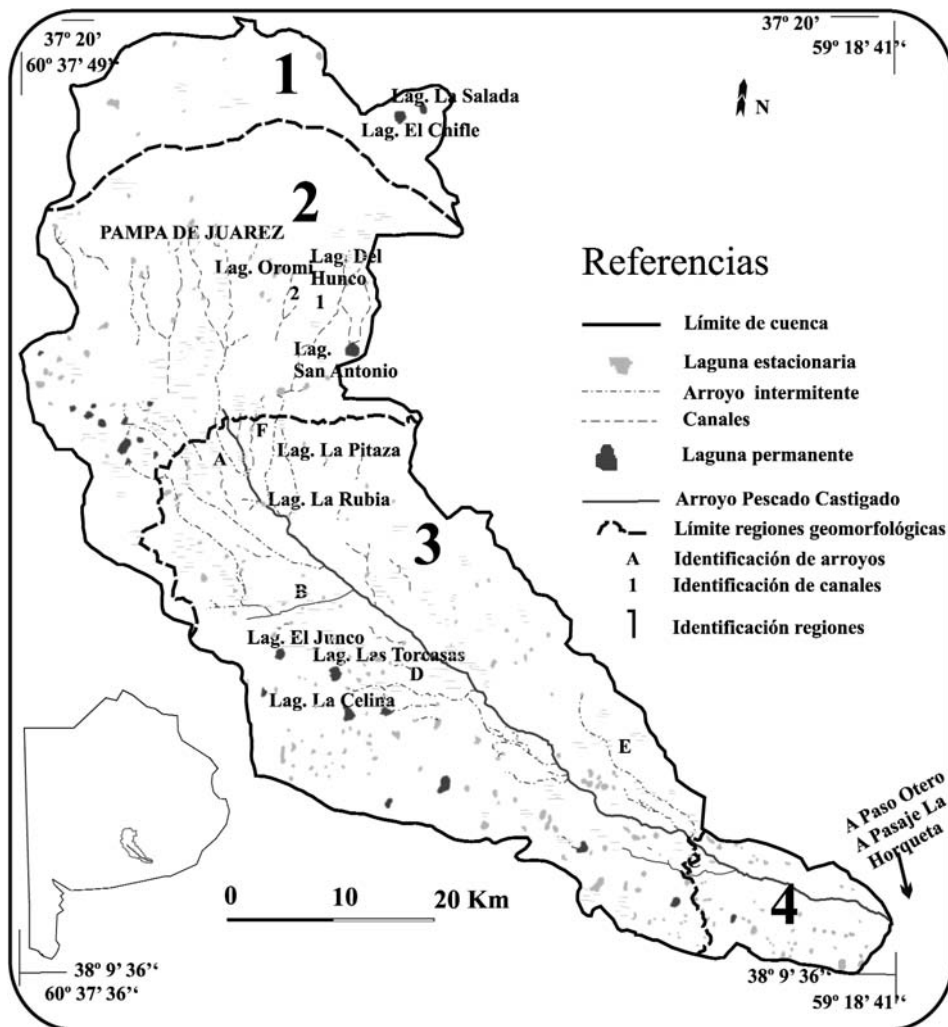 37º 20’
60º 37’ 49’‘
37º 20’
59º 18’ 41’‘
N
1
Lag. La Salada
Lag. El Chifle
2
PAMPA DE JUAREZ
Lag. Oromi
2
Lag. Del
Hunco
1
Lag.
San Antonio
Referencias
Límite de cuenca
Laguna estacionaria
Arroyo intermitente
Canales
Laguna permanente
Arroyo Pescado Castigado
Límite regiones geomorfológicas
A Identificación de arroyos
1 Identificación de canales
1 Identificación regiones
F
A
Lag. La Pitaza
Lag. La Rubia
3
B
Lag. El Junco
Lag. Las Torcasas
D
Lag. La Celina
E
C
4
A Paso Otero
A Pasaje La
Horqueta
0 10 20 Km
38º 9’ 36’‘
60º 37’ 36’‘
38º 9’ 36’‘
59º 18’ 41’‘